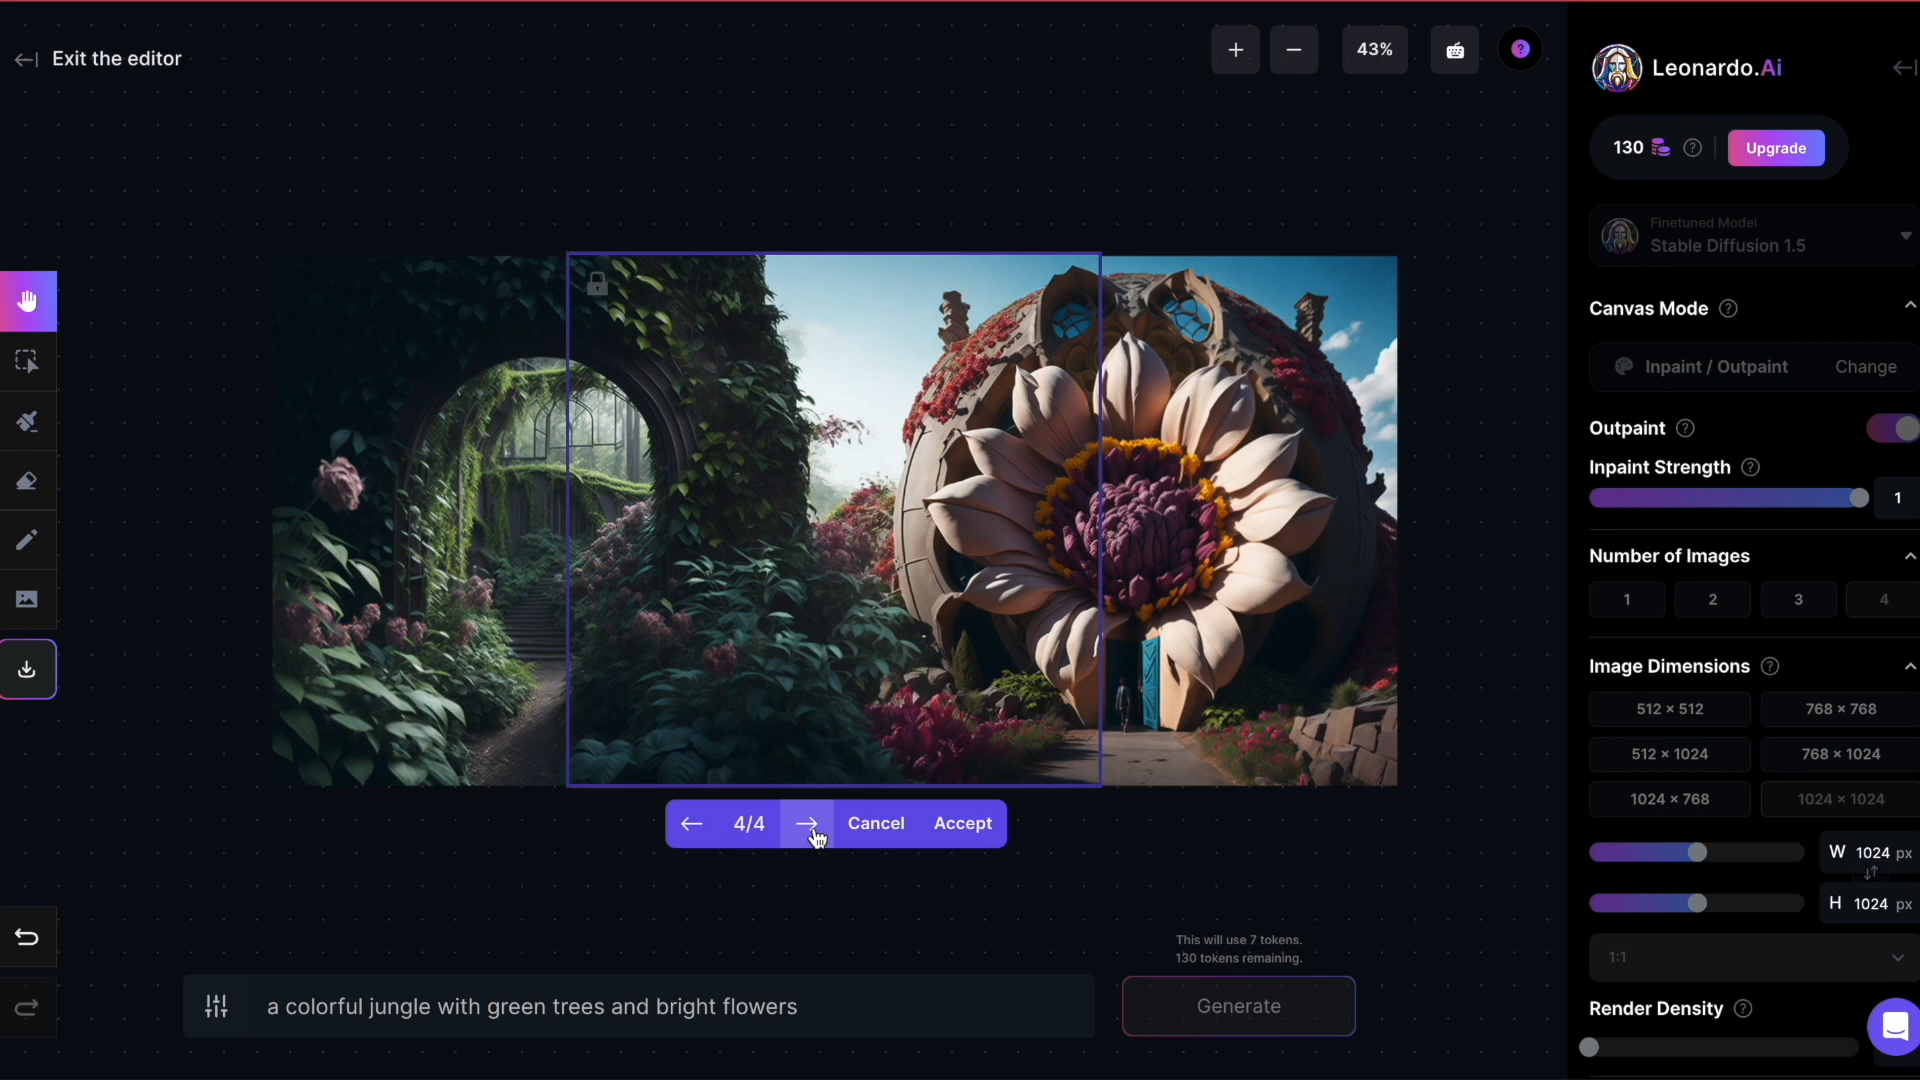 Exit the editor
43%
Leonardo.Ai
130
Upgrade
Finetuned Model
Stable Diffusion 1.5
Canvas Mode
Inpaint / Outpaint
Change
Outpaint
Inpaint Strength
1
Number of Images
1
2
3
4
Image Dimensions
512 × 512
768 × 768
512 × 1024
768 × 1024
1024 × 768
1024 × 1024
W 1024 px
H 1024 px
1:1
Render Density
4/4
Cancel
Accept
This will use 7 tokens.
130 tokens remaining.
a colorful jungle with green trees and bright flowers
Generate